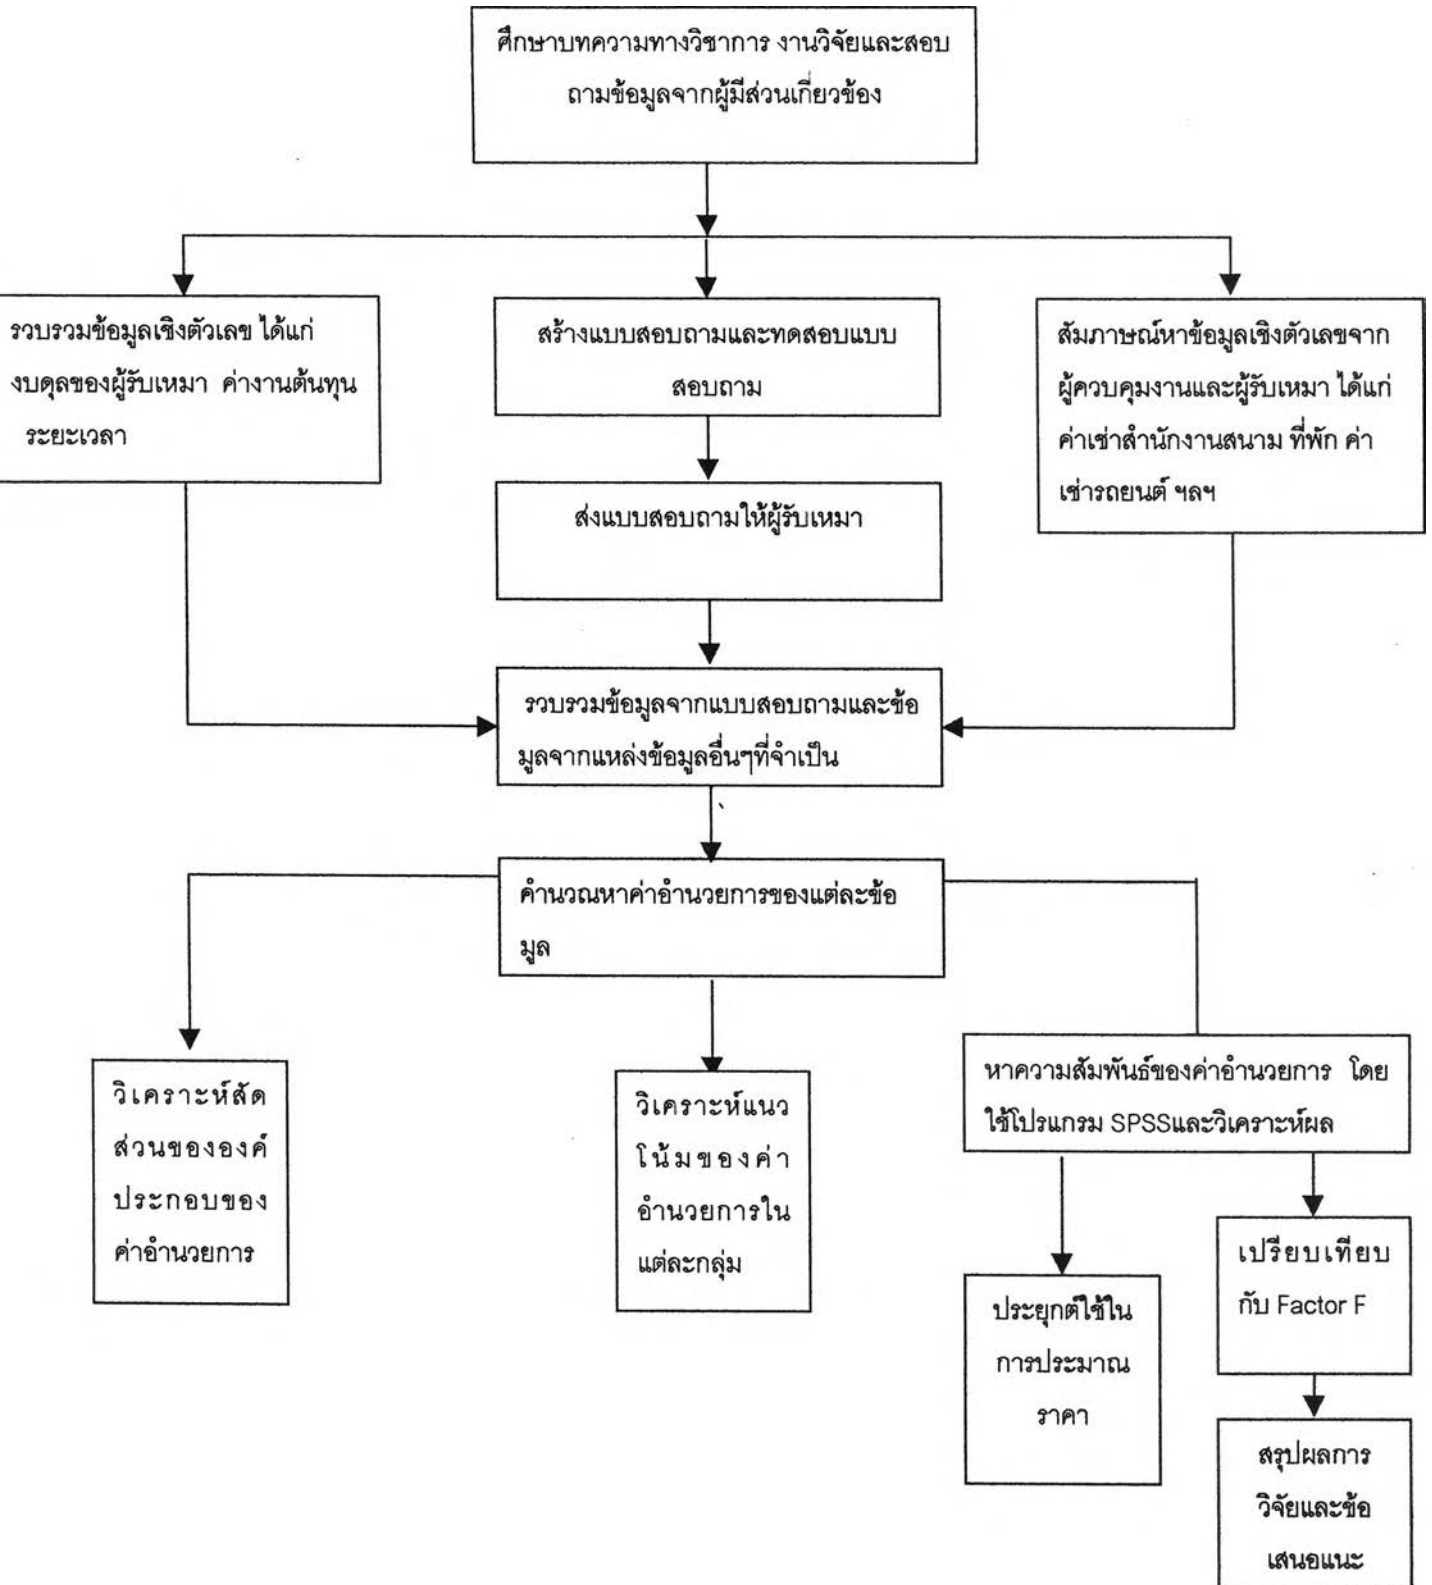 ศึกษาบทความทางวิชาการ งานวิจัยและสอบ
ถามข้อมูลจากผู้มีส่วนเกี่ยวข้อง
รวบรวมข้อมูลเชิงตัวเลข ได้แก่
งบดุลของผู้รับเหมา ค่างานต้นทุน
ระยะเวลา
สร้างแบบสอบถามและทดสอบแบบ
สอบถาม
สัมภาษณ์หาข้อมูลเชิงตัวเลขจาก
ผู้ควบคุมงานและผู้รับเหมา ได้แก่
ค่าเช่าสำนักงานสนาม ที่พัก ค่า
เช่ารถยนต์ ฯลฯ
ส่งแบบสอบถามให้ผู้รับเหมา
รวบรวมข้อมูลจากแบบสอบถามและข้อ
มูลจากแหล่งข้อมูลอื่นๆที่จำเป็น
คำนวณหาค่าอำนวยการของแต่ละข้อ
มูล
วิเคราะห์สัด
ส่วนขององค์
ประกอบของ
ค่าอำนวยการ
วิเคราะห์แนว
โน้มของค่า
อำนวยการใน
แต่ละกลุ่ม
หาความสัมพันธ์ของค่าอำนวยการ โดย
ใช้โปรแกรม SPSSและวิเคราะห์ผล
ประยุกต์ใช้ใน
การประมาณ
ราคา
เปรียบเทียบ
กับ Factor F
สรุปผลการ
วิจัยและข้อ
เสนอแนะ